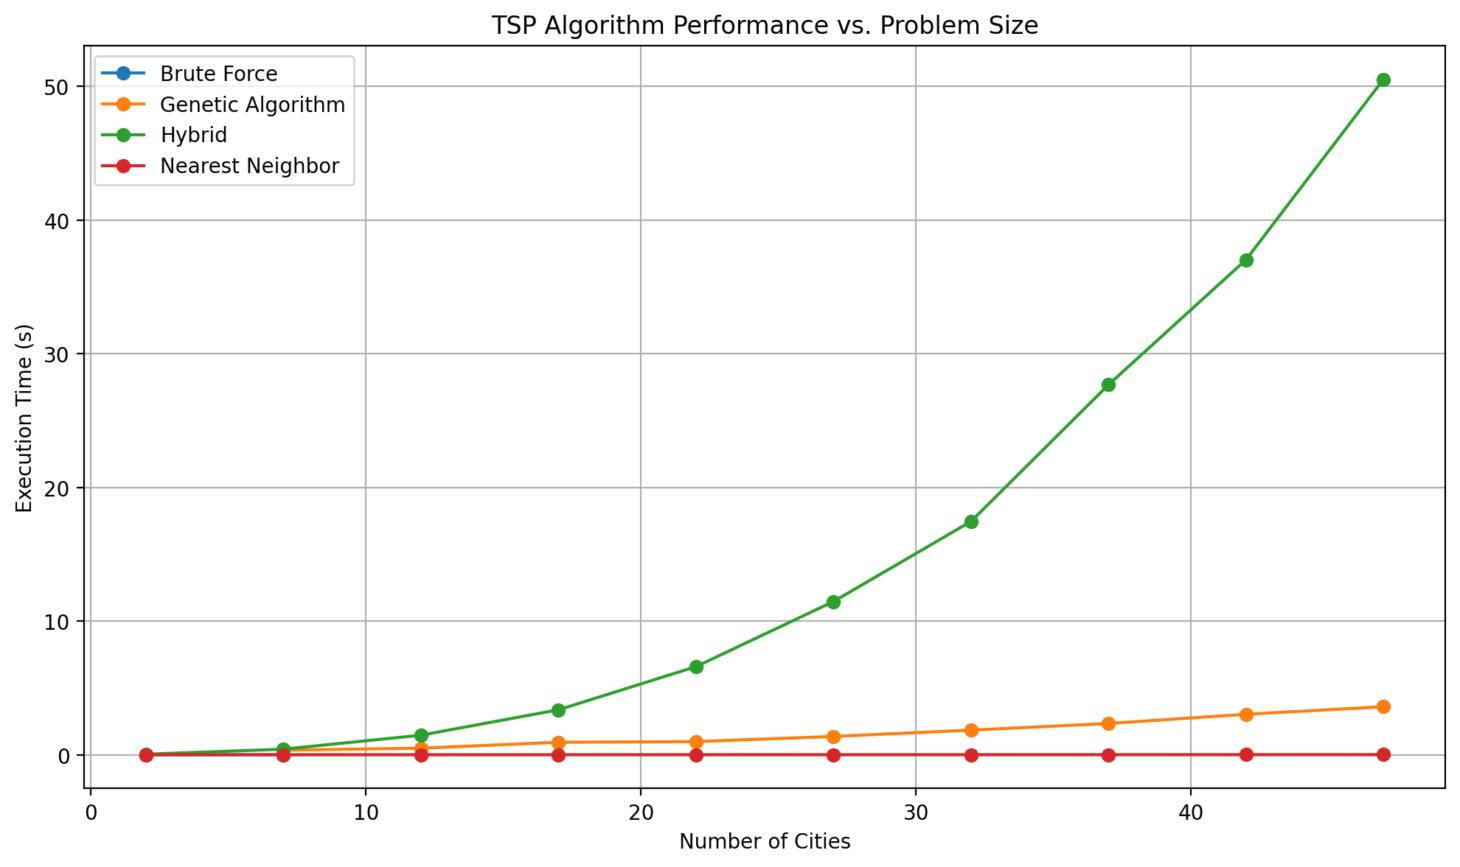 TSP Algorithm Performance vs. Problem Size
Brute Force
Genetic Algorithm
Hybrid
Nearest Neighbor
50
40
30
20
10
0
Execution Time (s)
0 10 20 30 40
Number of Cities